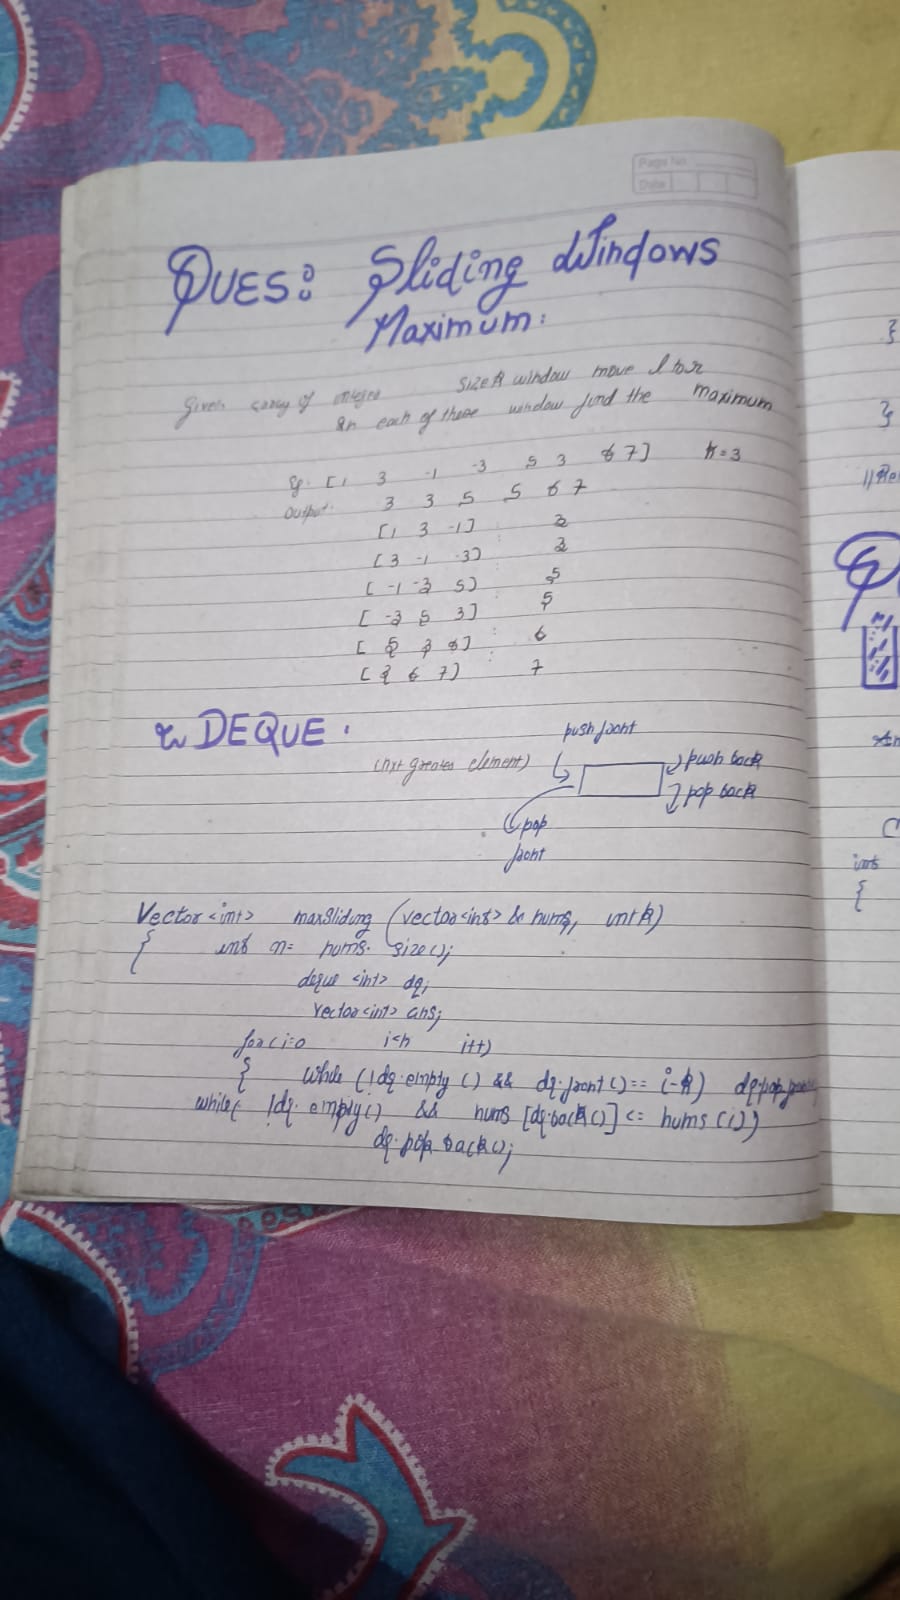 Page No.
Date
QUES: Sliding Windows
Maximum:
Given array of size k window move l to r
In each of these window find the maximum
Eg. [1 3 -1 -3 5 3 6 7] k=3
Output: 3 3 5 5 6 7
[1 3 -1] : 3
[3 -1 -3] : 3
[-1 -3 5] : 5
[-3 5 3] : 5
[5 3 6] : 6
[3 6 7] : 7
DEQUE.
push front
(nxt greater element)
push back
pop back
pop
front
Vector<int> maxsliding (vector<int> & nums, int k)
{ int n= nums.size();
deque <int> dq;
vector<int> ans;
for(i=0 i<n i++)
{ while (!dq.empty() && dq.front() == i-k) dq.pop
while( !dq.empty() && nums [dq.back()] <= nums (i))
dq.pop back();
}
}
//Re
int
{